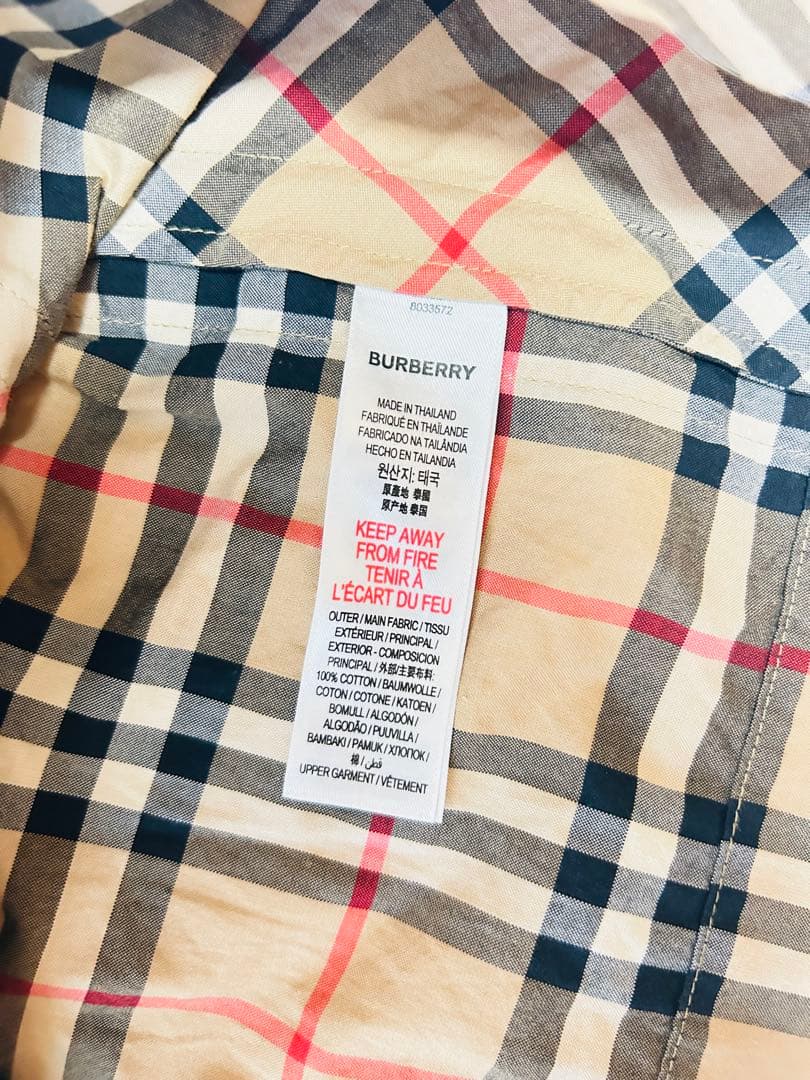 8033572
BURBERRY
MADE IN THAILAND
FABRIQUÉ EN THAÏLANDE
FABRICADO NA TAILÂNDIA
HECHO EN TAILANDIA
원산지: 태국
原產地 泰國
原产地 泰国
KEEP AWAY
FROM FIRE
TENIR À
L'ÉCART DU FEU
OUTER / MAIN FABRIC / TISSU
EXTÉRIEUR / PRINCIPAL /
EXTERIOR - COMPOSICION
PRINCIPAL / 外部/主要布料:
100% COTTON / BAUMWOLLE /
COTON / COTONE / KATOEN /
BOMULL / ALGODÓN /
ALGODÃO / PUUVILLA /
BAMBAKI / PAMUK / ХЛОПОК /
棉 / قطن /
UPPER GARMENT / VÊTEMENT